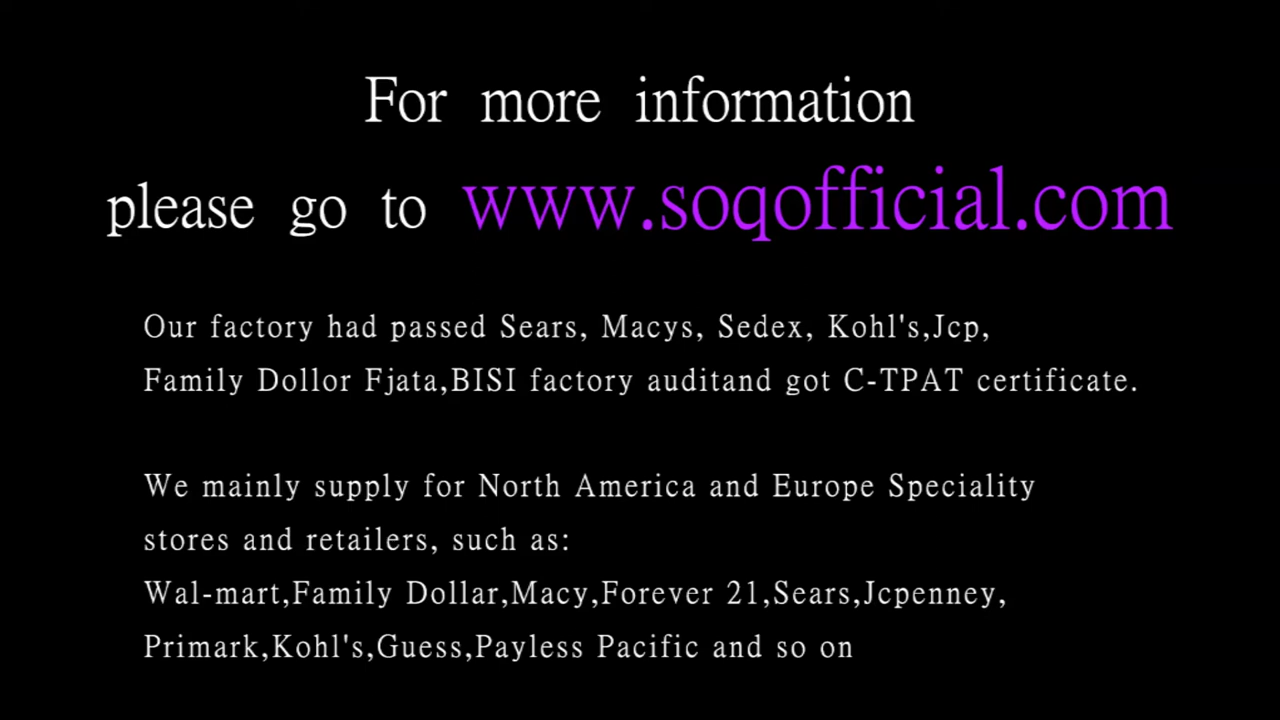 For more information
please go to www.soqofficial.com
Our factory had passed Sears, Macys, Sedex, Kohl's,Jcp,
Family Dollor Fjata,BISI factory auditand got C-TPAT certificate.
We mainly supply for North America and Europe Speciality
stores and retailers, such as:
Wal-mart,Family Dollar,Macy,Forever 21,Sears,Jcpenney,
Primark,Kohl's,Guess,Payless Pacific and so on